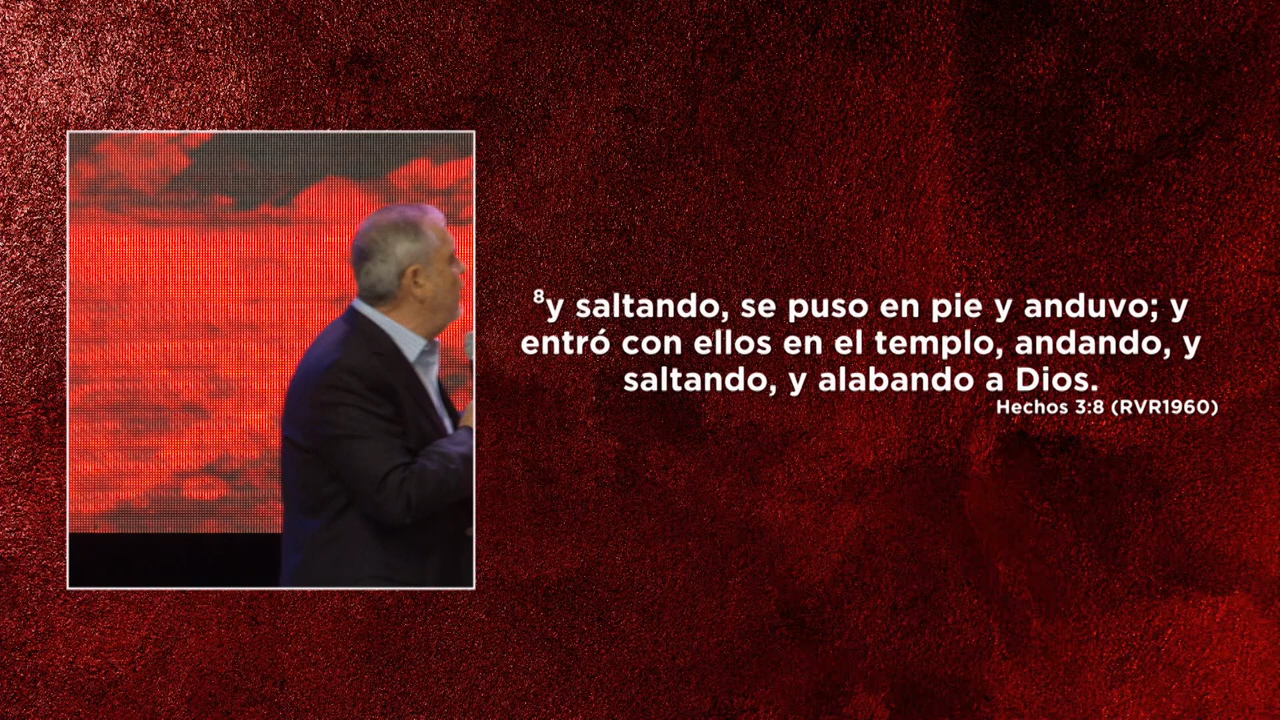 ⁸y saltando, se puso en pie y anduvo; y
entró con ellos en el templo, andando, y
saltando, y alabando a Dios.
Hechos 3:8 (RVR1960)